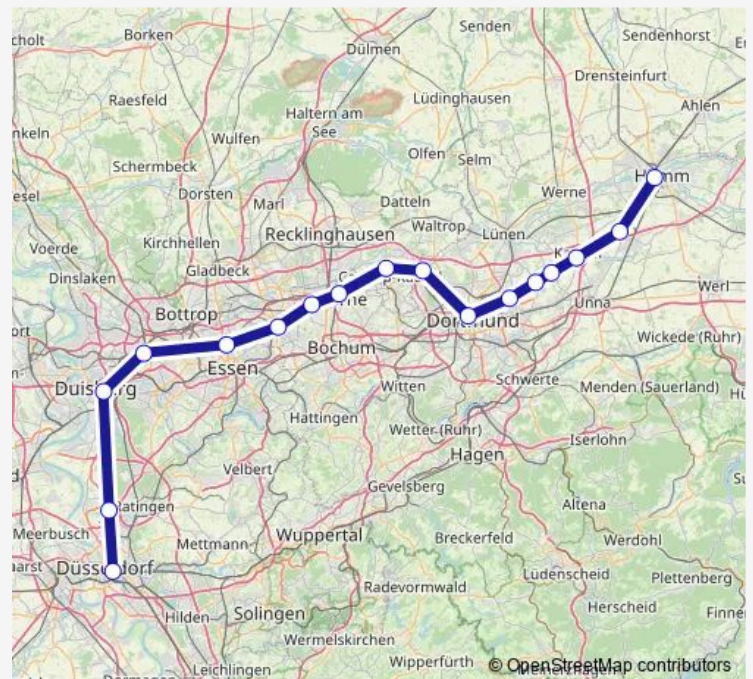 Borken
Senden
Sendenhorst
Dülmen
Drensteinfurt
Raesfeld
Lüdinghausen
Ahlen
Haltern am
See
Wulfen
Olfen
Selm
Schermbeck
Dorsten
Marl
Datteln
Werne
Recklinghausen
Waltrop
Lünen
Voerde
Kirchhellen
Gladbeck
Dinslaken
Bottrop
Unna
Werl
Bochum
Wickede (Ruhr)
Essen
Witten
Schwerte
Menden (Sauerland)
Hattingen
Wetter (Ruhr)
Hagen
Iserlohn
Velbert
Gevelsberg
Altena
Meerbusch
Mettmann
Wuppertal
Breckerfeld
Werdohl
Radevormwald
Lüdenscheid
Plettenberg
Hilden
Solingen
Herscheid
Wermelskirchen
Leichlingen
Wipperfürth
© OpenStreetMap contributors